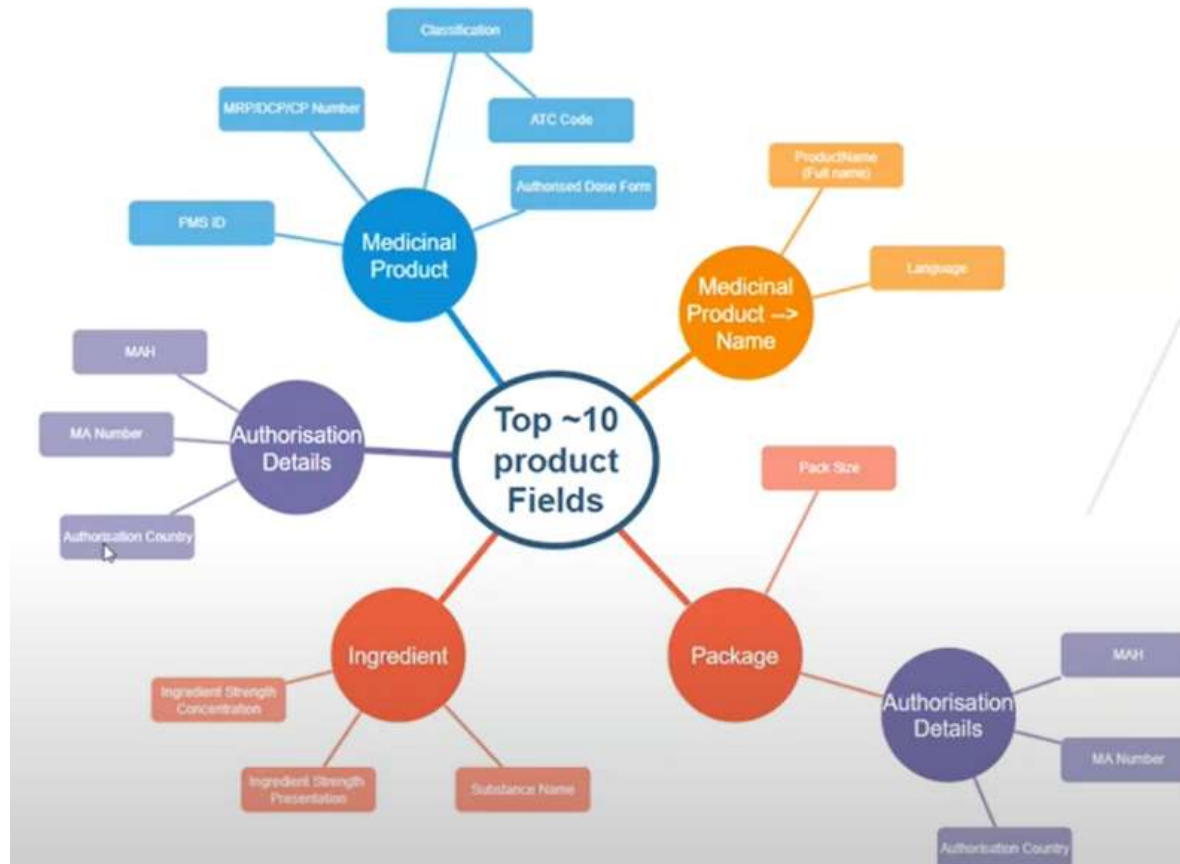 Classification
MRP/DCP/CP Number
ATC Code
Authorised Dose Form
PMS ID
Medicinal
Product
ProductName
(Full name)
Language
Medicinal
Product -->
Name
MAH
MA Number
Authorisation Country
Authorisation
Details
Top ~10
product
Fields
Pack Size
Ingredient
Ingredient Strength
Concentration
Ingredient Strength
Presentation
Substance Name
Package
Authorisation
Details
MAH
MA Number
Authorisation Country